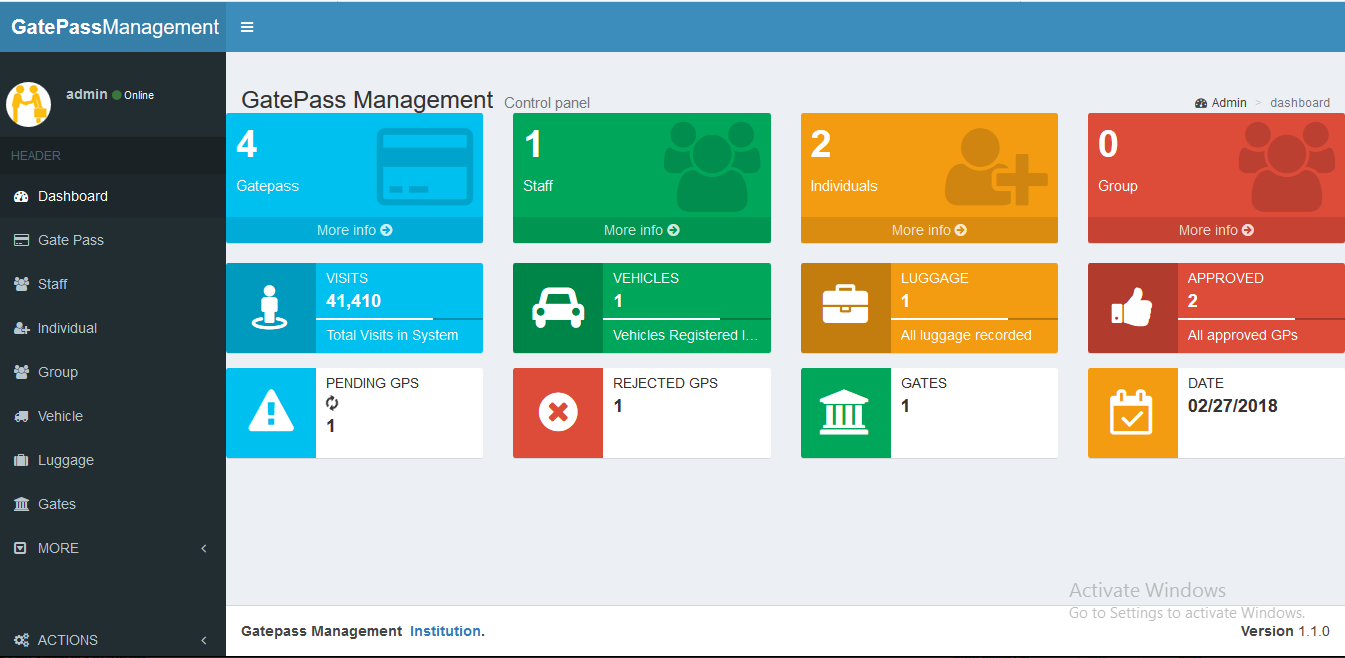 GatePassManagement
admin Online
HEADER
Dashboard
Gate Pass
Staff
Individual
Group
Vehicle
Luggage
Gates
MORE
ACTIONS
GatePass Management Control panel
Admin > dashboard
4
Gatepass
More info
1
Staff
More info
2
Individuals
More info
0
Group
More info
VISITS
41,410
Total Visits in System
VEHICLES
1
Vehicles Registered I...
LUGGAGE
1
All luggage recorded
APPROVED
2
All approved GPs
PENDING GPS
1
REJECTED GPS
1
GATES
1
DATE
02/27/2018
Activate Windows
Go to Settings to activate Windows.
Gatepass Management Institution.
Version 1.1.0